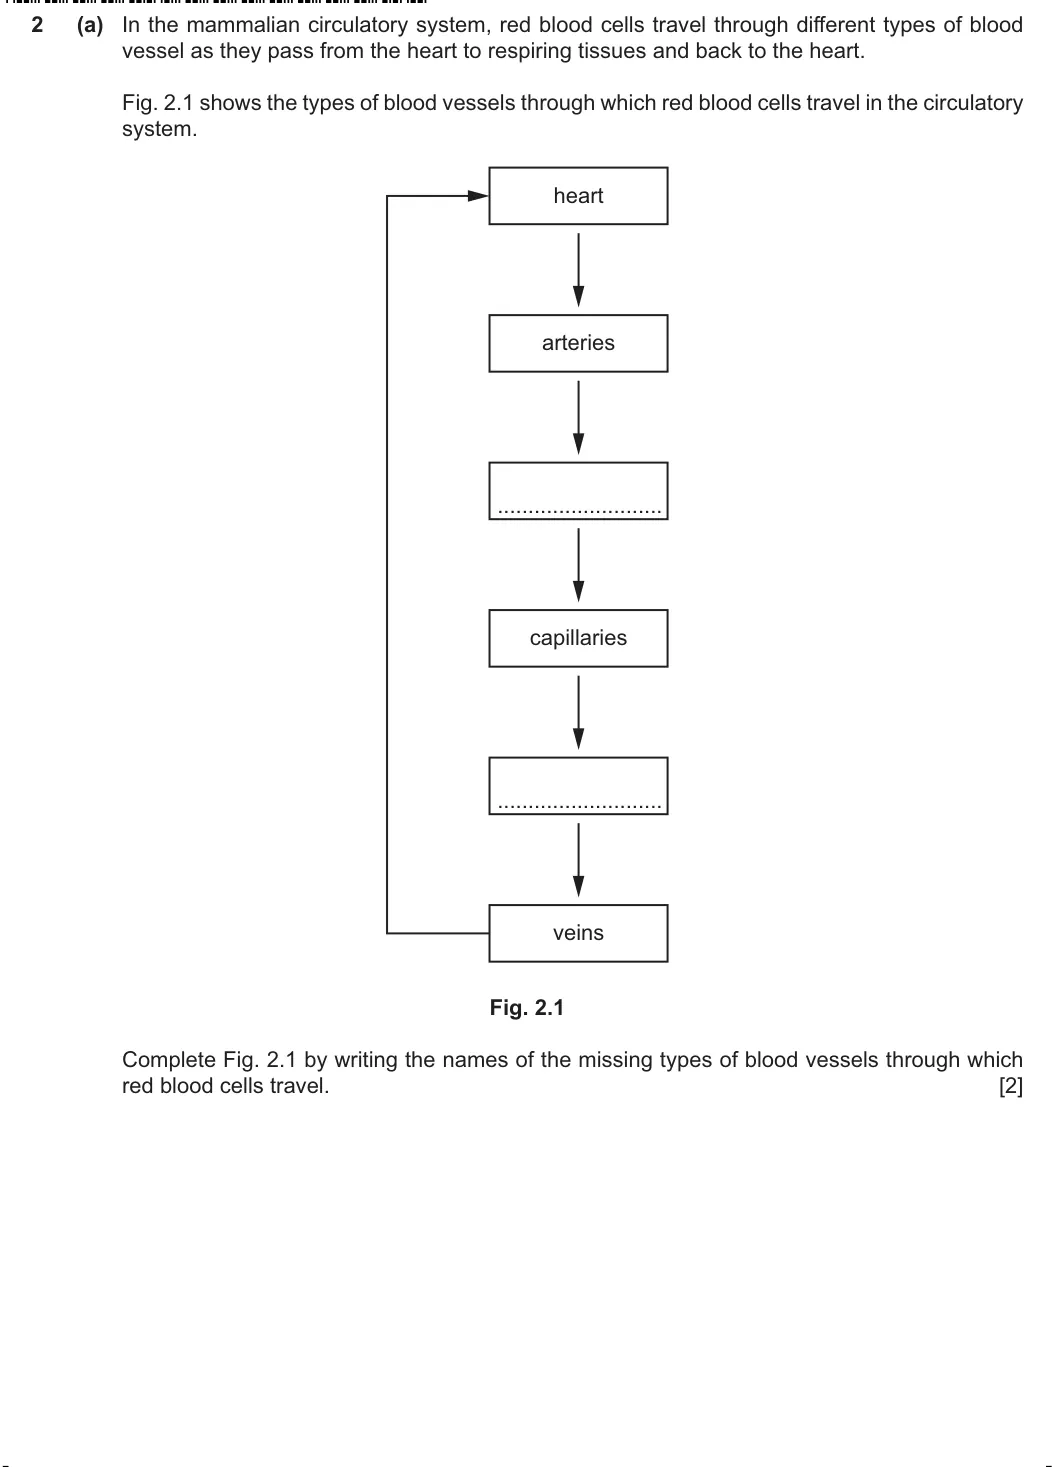 2 (a) In the mammalian circulatory system, red blood cells travel through different types of blood
vessel as they pass from the heart to respiring tissues and back to the heart.
Fig. 2.1 shows the types of blood vessels through which red blood cells travel in the circulatory
system.
heart
arteries
...........................
capillaries
...........................
veins
Fig. 2.1
Complete Fig. 2.1 by writing the names of the missing types of blood vessels through which
red blood cells travel. [2]